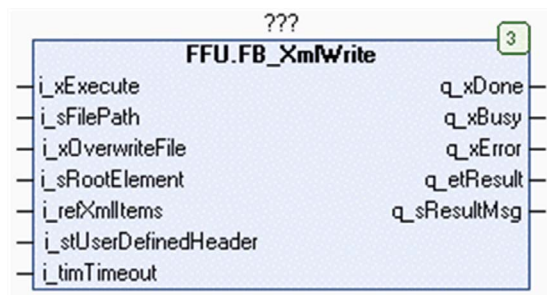 ???
3
FFU.FB_XmlWrite
i_xExecute q_xDone
i_sFilePath q_xBusy
i_xOverwriteFile q_xError
i_sRootElement q_etResult
i_refXmlItems q_sResultMsg
i_stUserDefinedHeader
i_timTimeout